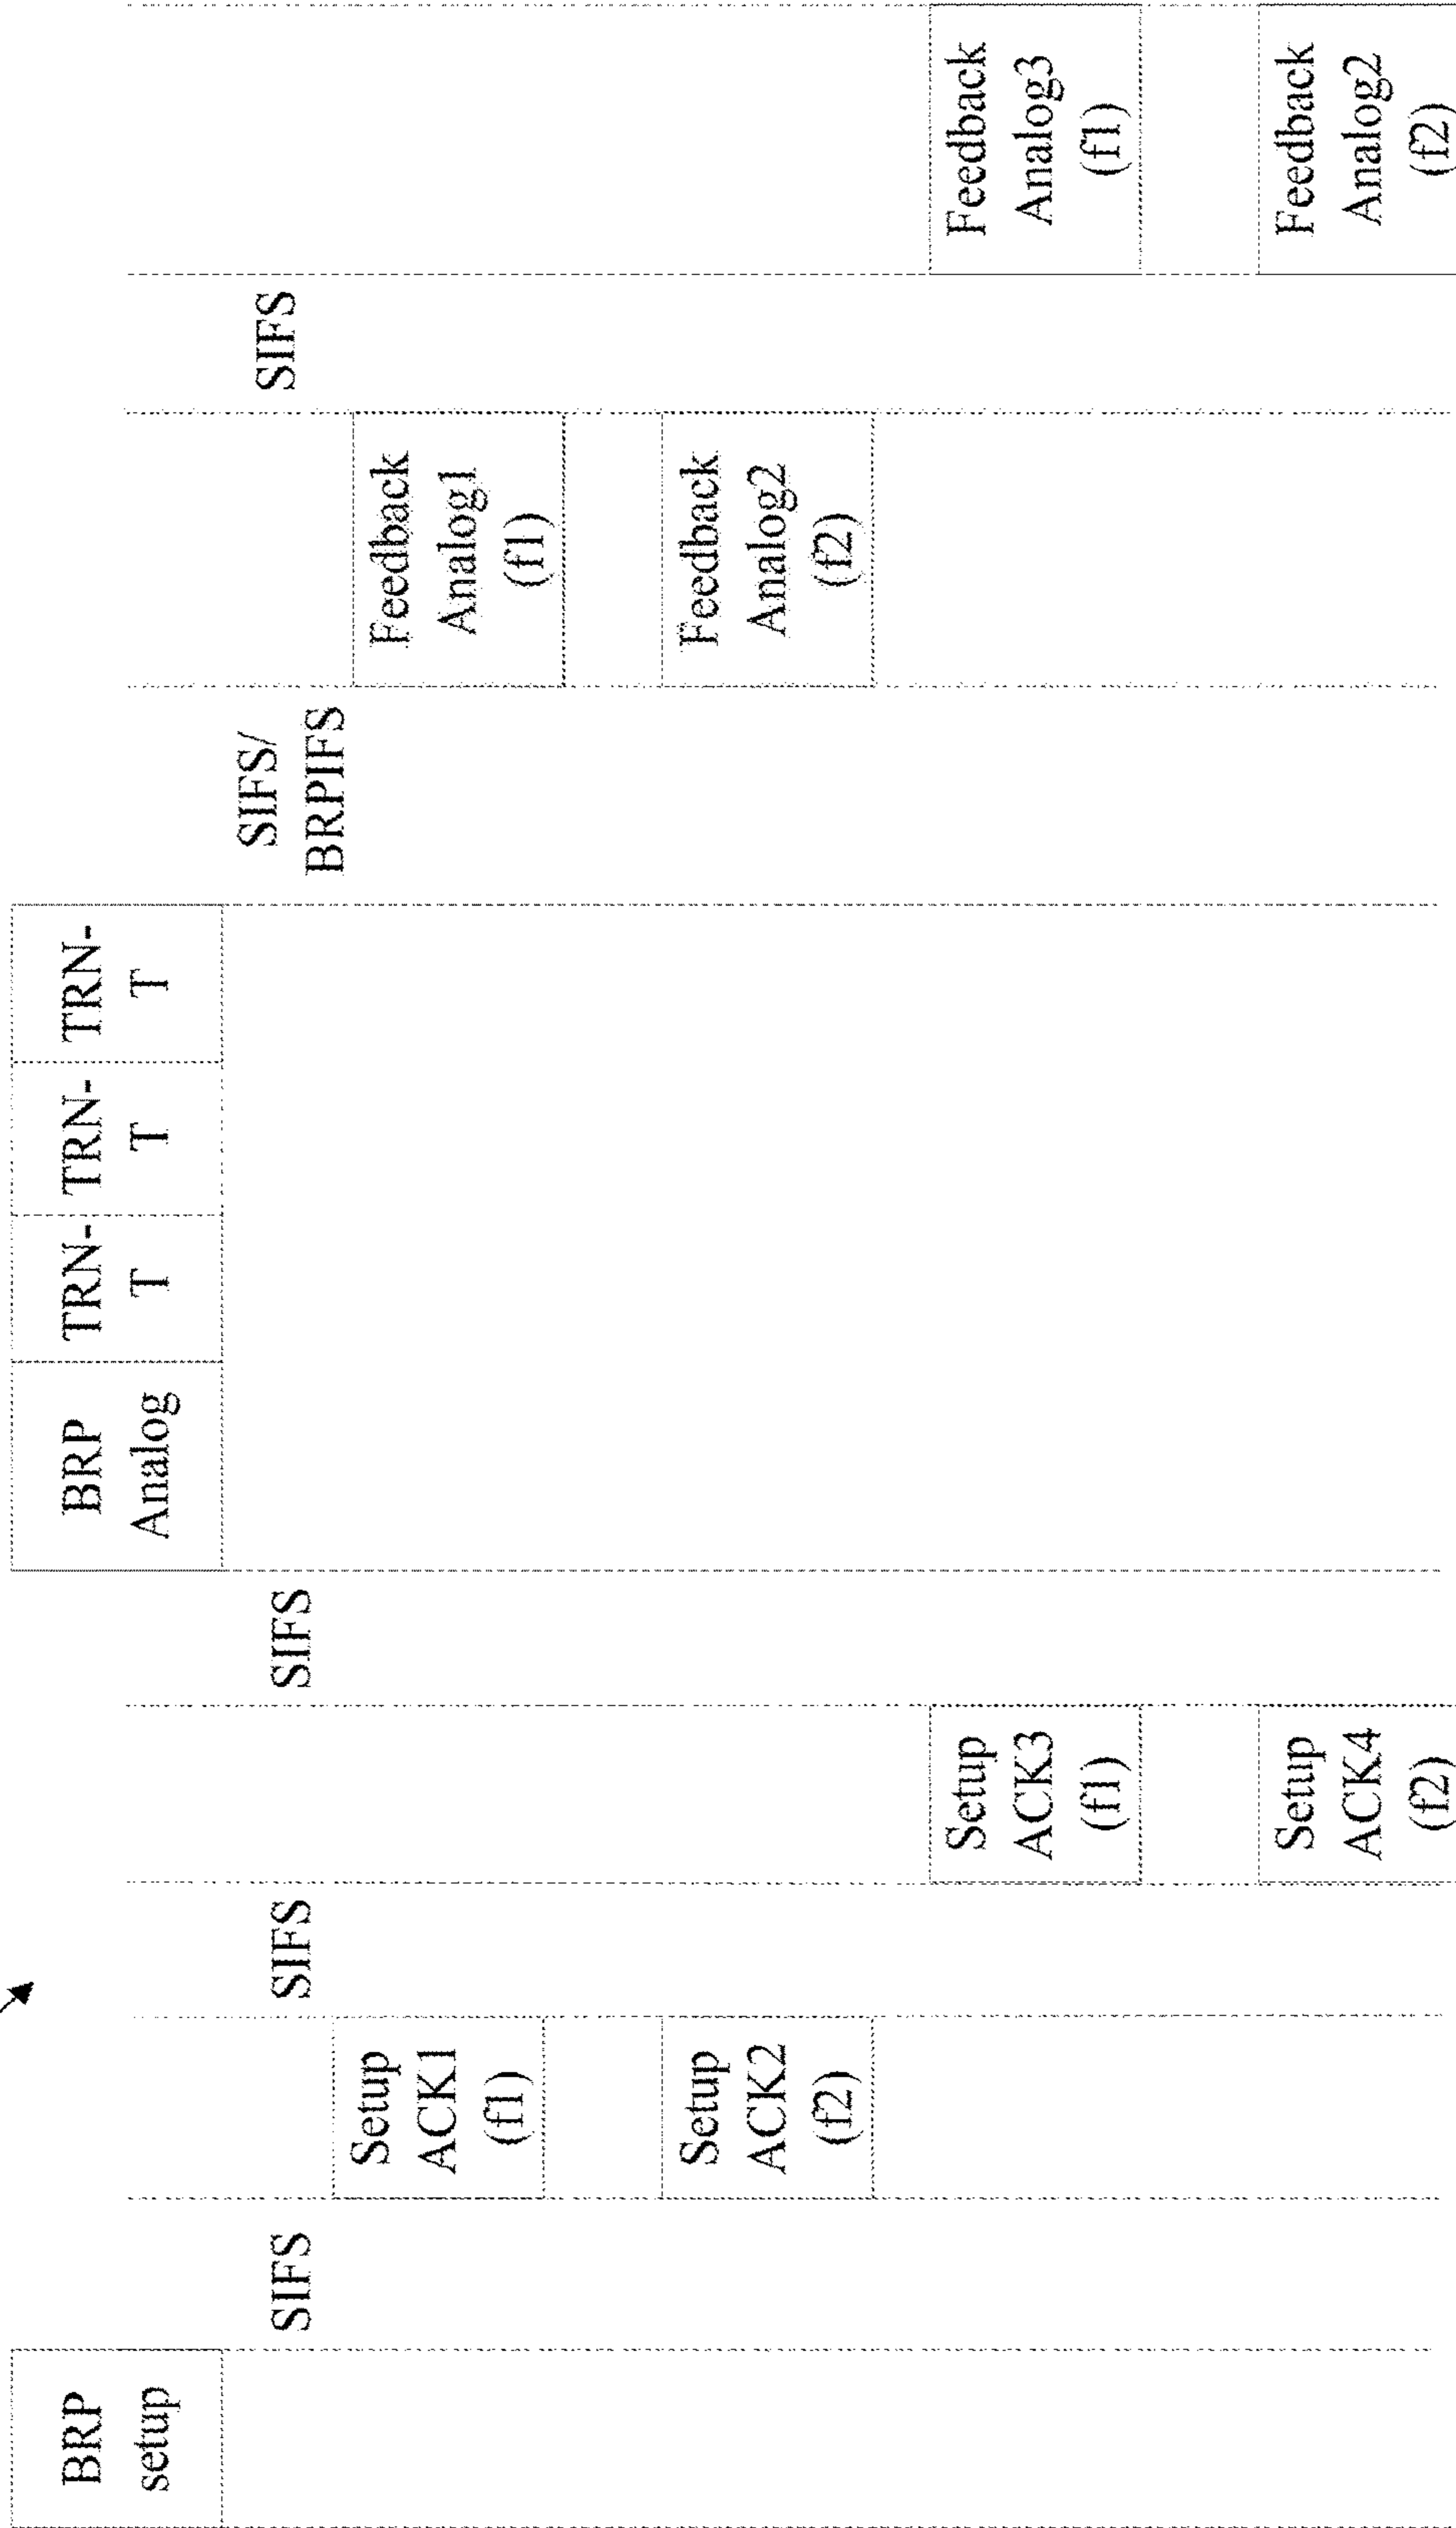 BRP
setup
SIFS
Setup
ACK1
(f1)
Setup
ACK2
(f2)
SIFS
Setup
ACK3
(f1)
Setup
ACK4
(f2)
SIFS
BRP
Analog
TRN-
T
TRN-
T
TRN-
T
SIFS/
BRPIFS
Feedback
Analog1
(f1)
Feedback
Analog2
(f2)
SIFS
Feedback
Analog3
(f1)
Feedback
Analog2
(f2)